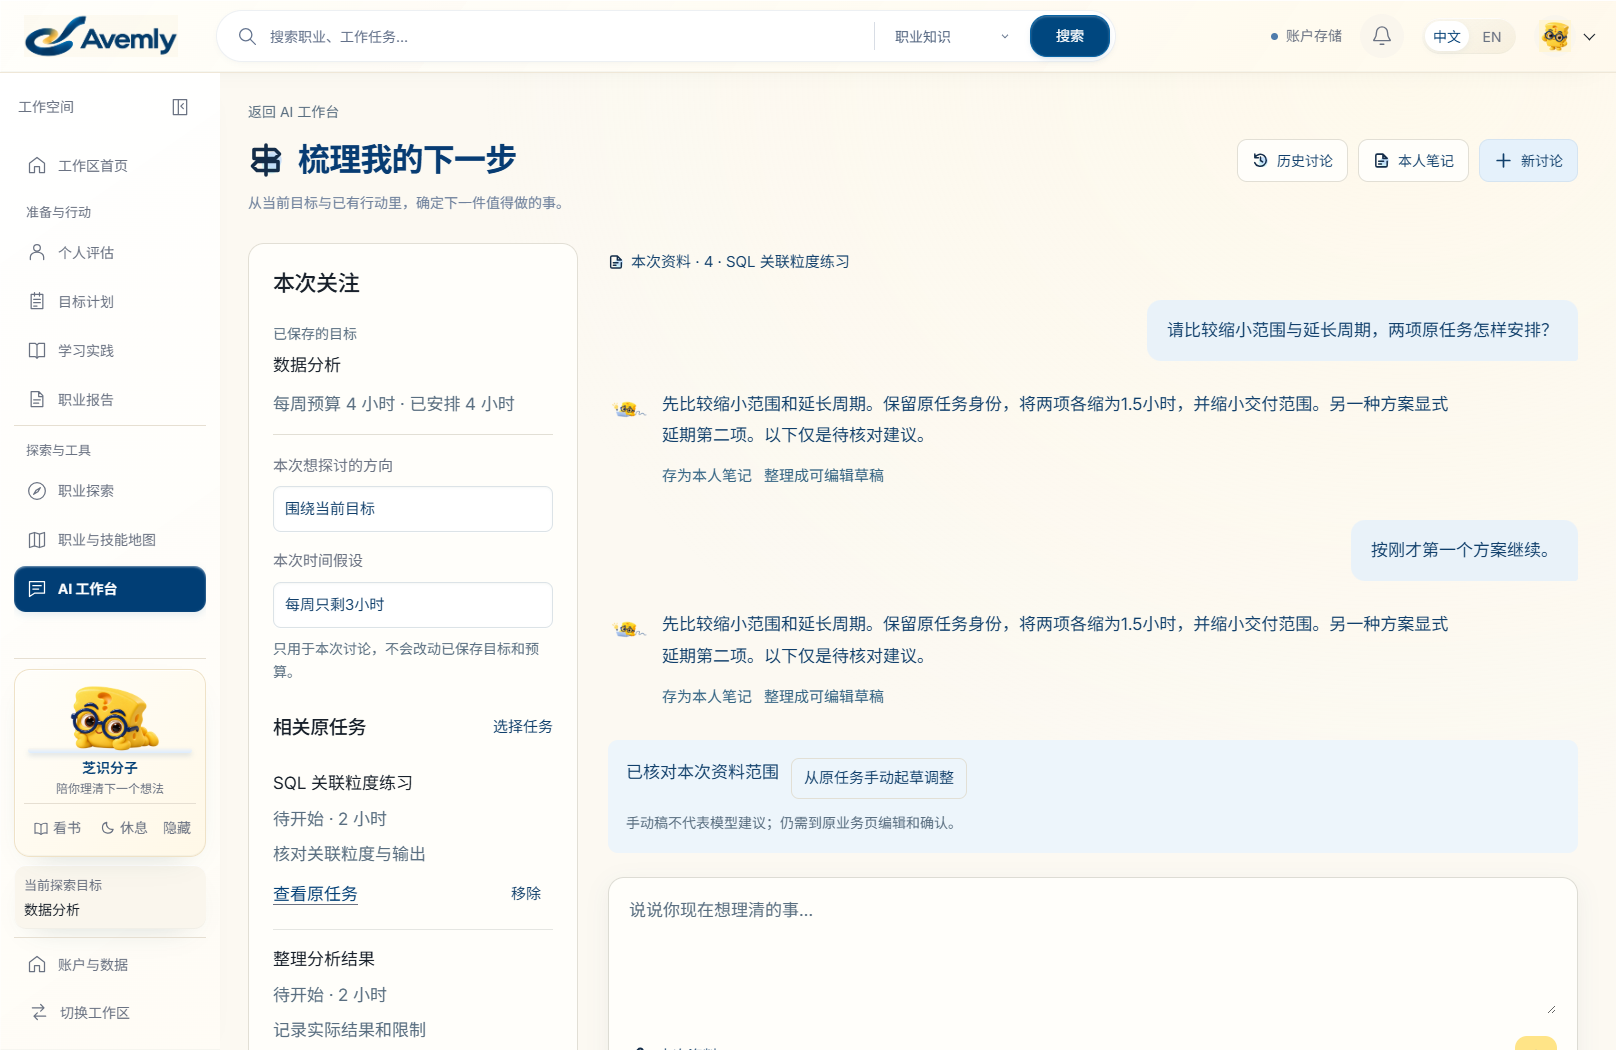 Avemly
搜索职业、工作任务...
职业知识
搜索
账户存储
中文
EN
工作空间
工作区首页
准备与行动
个人评估
目标计划
学习实践
职业报告
探索与工具
职业探索
职业与技能地图
AI 工作台
芝识分子
陪你理清下一个想法
看书
休息
隐藏
当前探索目标
数据分析
账户与数据
切换工作区
返回 AI 工作台
梳理我的下一步
从当前目标与已有行动里，确定下一件值得做的事。
历史讨论
本人笔记
新讨论
本次关注
已保存的目标
数据分析
每周预算 4 小时 · 已安排 4 小时
本次想探讨的方向
围绕当前目标
本次时间假设
每周只剩3小时
只用于本次讨论，不会改动已保存目标和预
算。
相关原任务
选择任务
SQL 关联粒度练习
待开始 · 2 小时
核对关联粒度与输出
查看原任务
移除
整理分析结果
待开始 · 2 小时
记录实际结果和限制
本次资料 · 4 · SQL 关联粒度练习
请比较缩小范围与延长周期，两项原任务怎样安排？
先比较缩小范围和延长周期。保留原任务身份，将两项各缩为1.5小时，并缩小交付范围。另一种方案显式
延期第二项。以下仅是待核对建议。
存为本人笔记
整理成可编辑草稿
按刚才第一个方案继续。
先比较缩小范围和延长周期。保留原任务身份，将两项各缩为1.5小时，并缩小交付范围。另一种方案显式
延期第二项。以下仅是待核对建议。
存为本人笔记
整理成可编辑草稿
已核对本次资料范围
从原任务手动起草调整
手动稿不代表模型建议；仍需到原业务页编辑和确认。
说说你现在想理清的事...